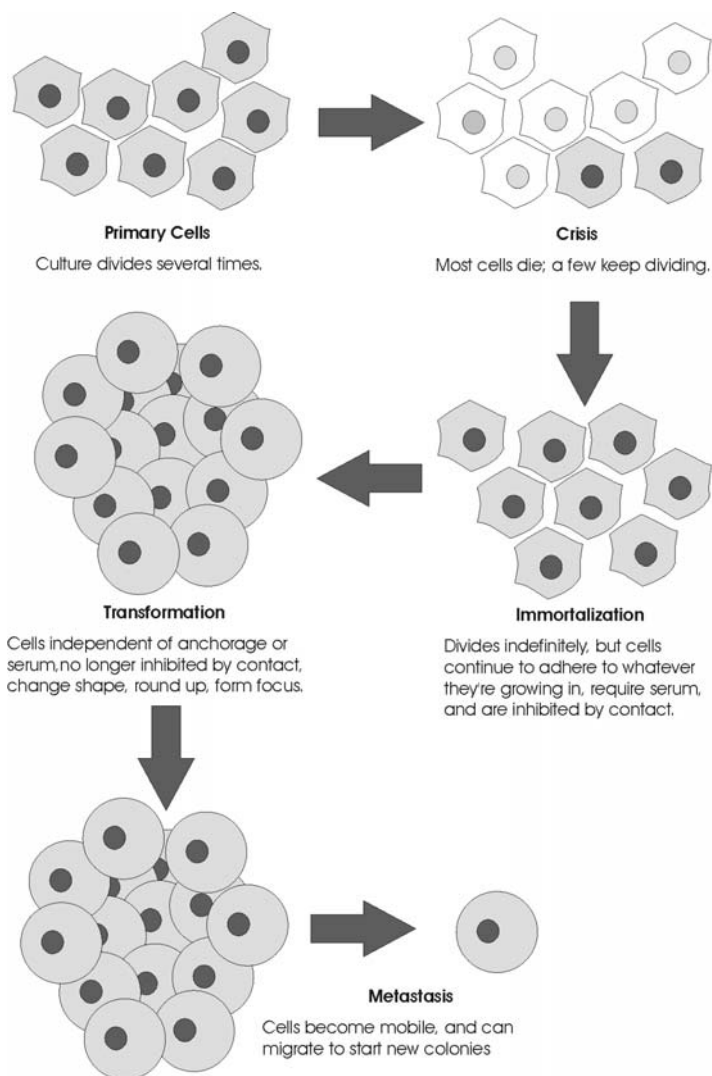 Primary Cells
Culture divides several times.
Crisis
Most cells die; a few keep dividing.
Transformation
Cells independent of anchorage or
serum, no longer inhibited by contact,
change shape, round up, form focus.
Immortalization
Divides indefinitely, but cells
continue to adhere to whatever
they're growing in, require serum,
and are inhibited by contact.
Metastasis
Cells become mobile, and can
migrate to start new colonies